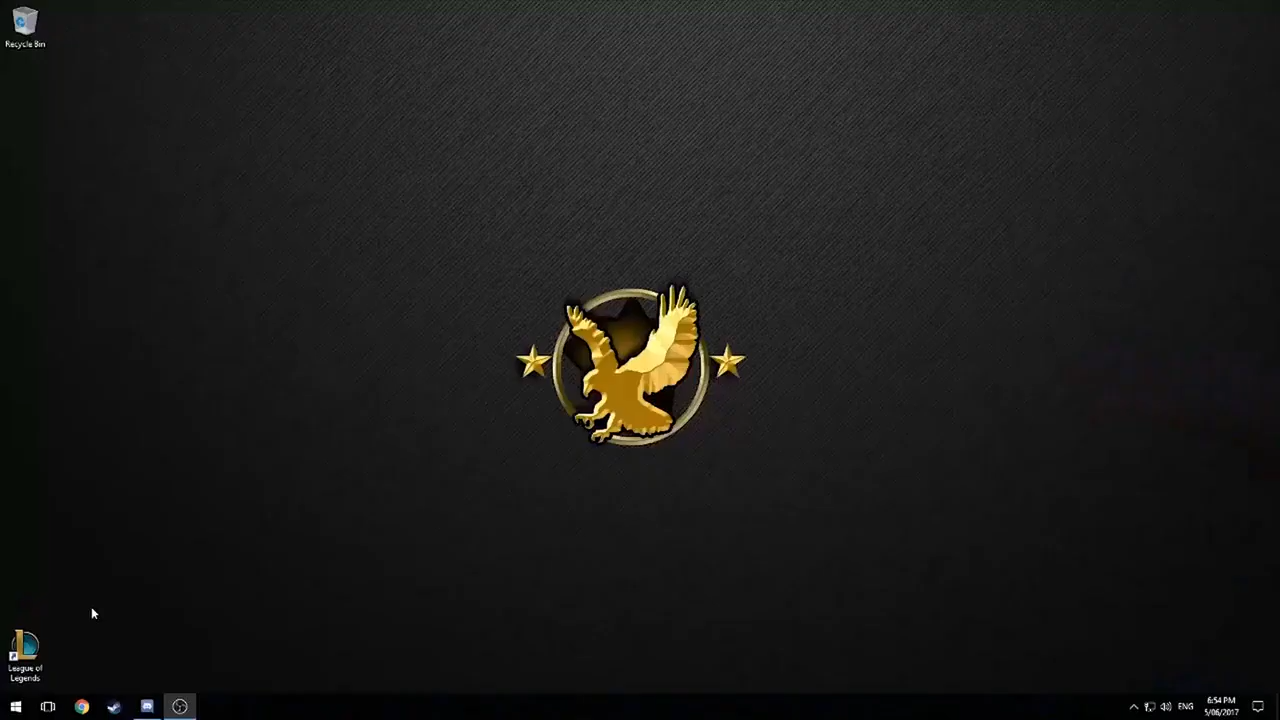 Recycle Bin
League of
Legends
ENG
6:54 PM
5/06/2017